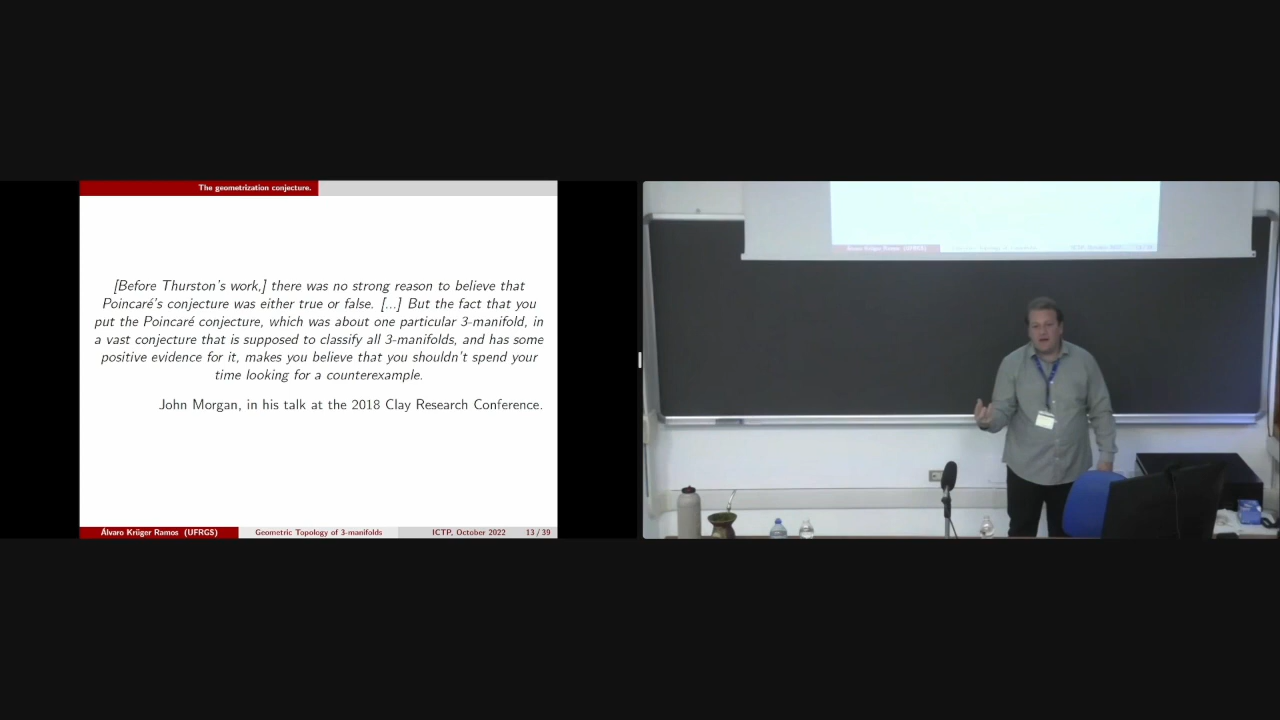 The geometrization conjecture.
[Before Thurston's work,] there was no strong reason to believe that
Poincaré's conjecture was either true or false. [...] But the fact that you
put the Poincaré conjecture, which was about one particular 3-manifold, in
a vast conjecture that is supposed to classify all 3-manifolds, and has some
positive evidence for it, makes you believe that you shouldn't spend your
time looking for a counterexample.
John Morgan, in his talk at the 2018 Clay Research Conference.
Álvaro Krüger Ramos (UFRGS) Geometric Topology of 3-manifolds ICTP, October 2022 13 / 39